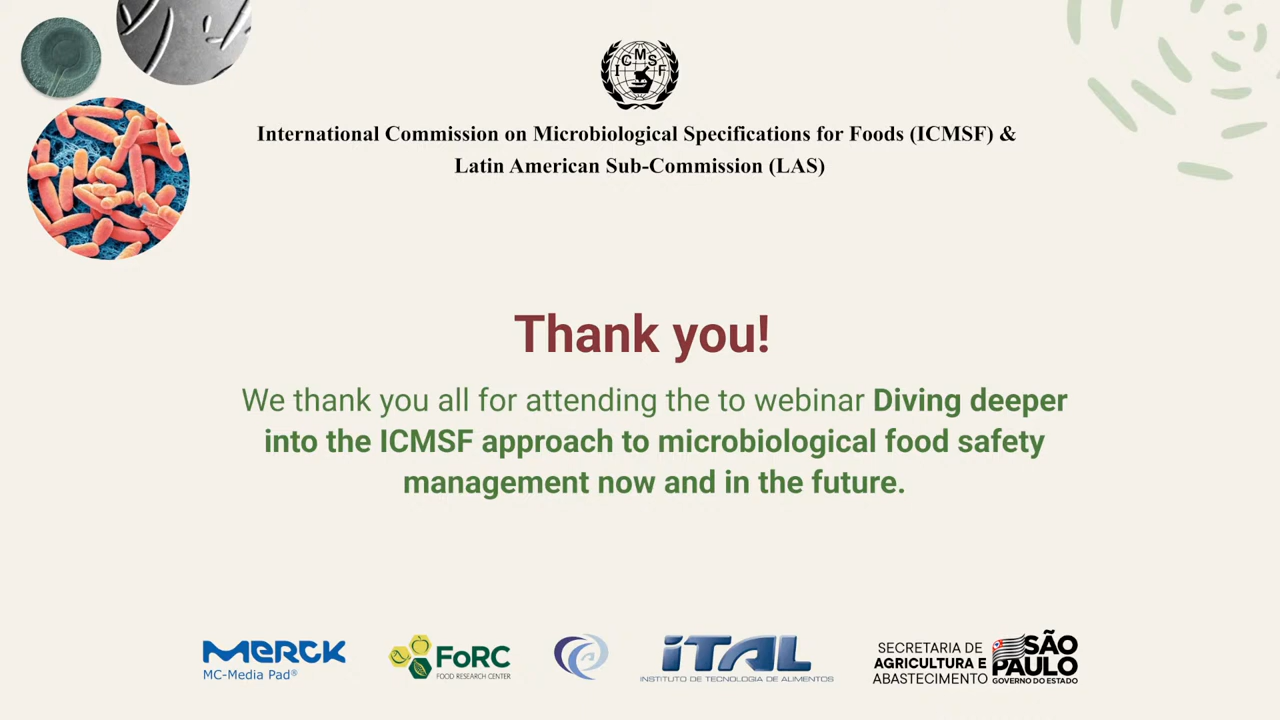 ICMSF
International Commission on Microbiological Specifications for Foods (ICMSF) &
Latin American Sub-Commission (LAS)
Thank you!
We thank you all for attending the to webinar Diving deeper
into the ICMSF approach to microbiological food safety
management now and in the future.
MERCK
MC-Media Pad®
FoRC
FOOD RESEARCH CENTER
iTAL
INSTITUTO DE TECNOLOGIA DE ALIMENTOS
SECRETARIA DE
AGRICULTURA E
ABASTECIMENTO
SÃO
PAULO
GOVERNO DO ESTADO